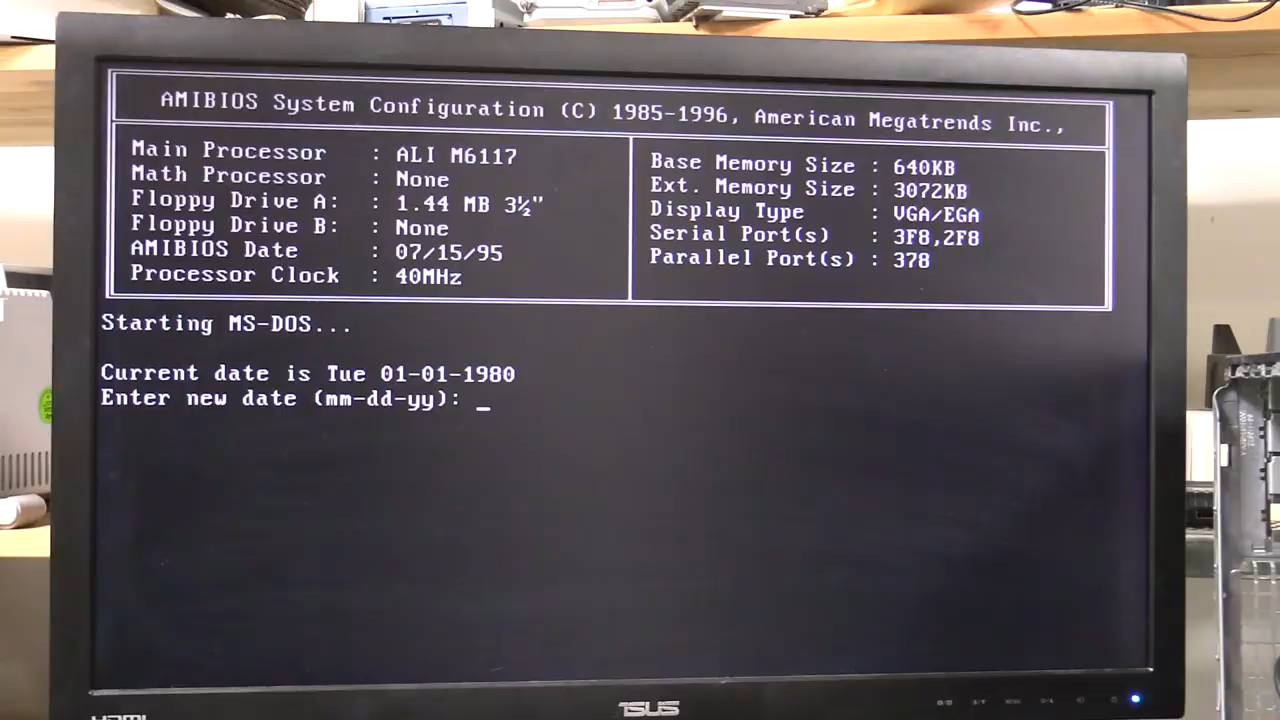 AMIBIOS System Configuration (C) 1985-1996, American Megatrends Inc.,
Main Processor : ALI M6117
Math Processor : None
Floppy Drive A: : 1.44 MB 3½"
Floppy Drive B: : None
AMIBIOS Date : 07/15/95
Processor Clock : 40MHz
Base Memory Size : 640KB
Ext. Memory Size : 3072KB
Display Type : VGA/EGA
Serial Port(s) : 3F8,2F8
Parallel Port(s) : 378
Starting MS-DOS...
Current date is Tue 01-01-1980
Enter new date (mm-dd-yy): _
HDMI
ASUS